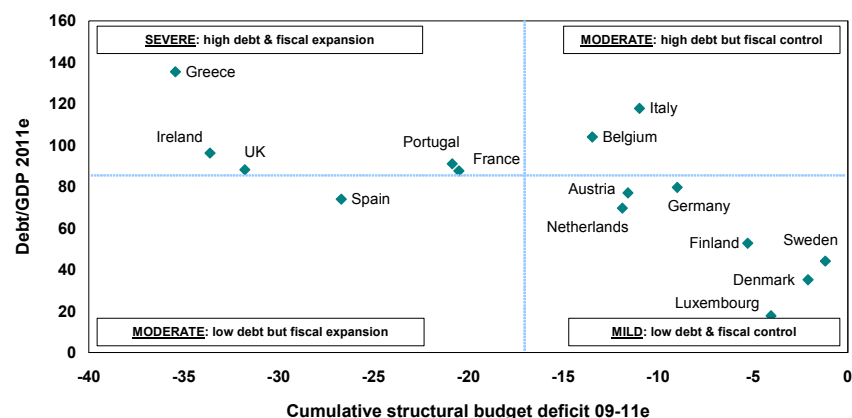 160
140
120
100
80
60
40
20
0
Debt/GDP 2011e
SEVERE: high debt & fiscal expansion
MODERATE: high debt but fiscal control
Greece
Italy
Ireland
UK
Portugal
France
Belgium
Spain
Austria
Germany
Netherlands
Finland
Sweden
Denmark
Luxembourg
MODERATE: low debt but fiscal expansion
MILD: low debt & fiscal control
-40 -35 -30 -25 -20 -15 -10 -5 0
Cumulative structural budget deficit 09-11e